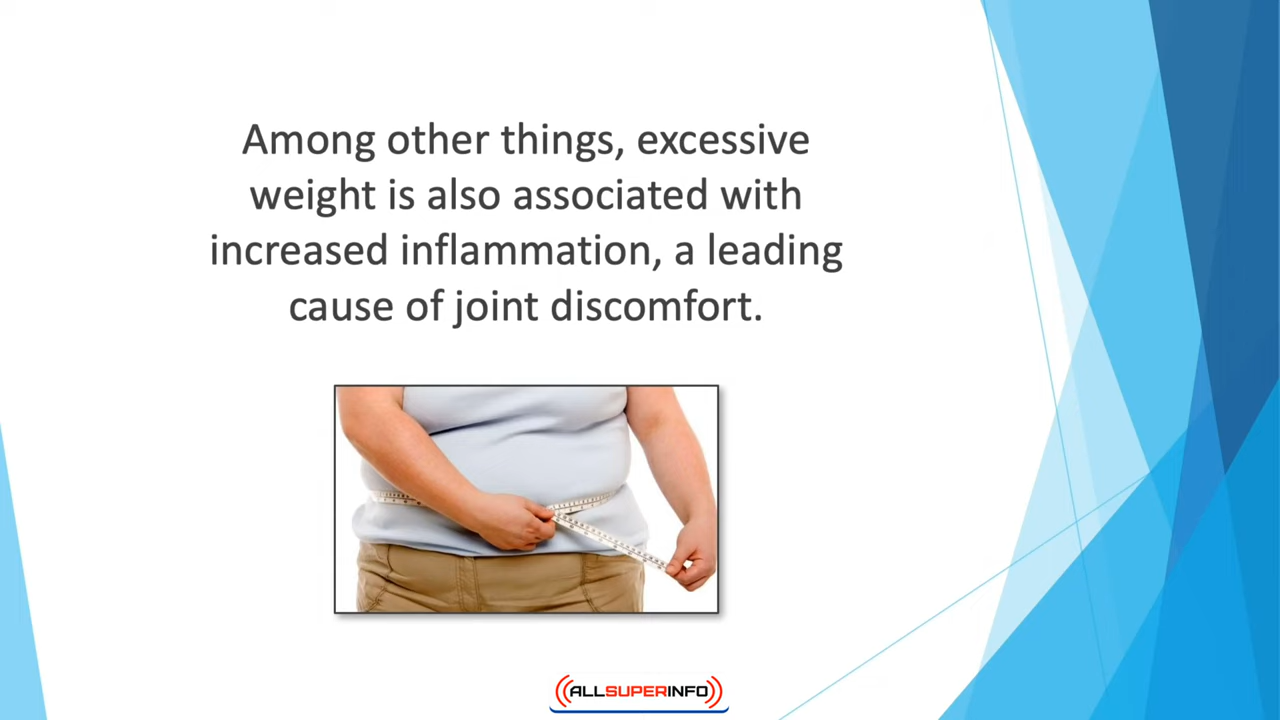 Among other things, excessive
weight is also associated with
increased inflammation, a leading
cause of joint discomfort.
ALLSUPERINFO